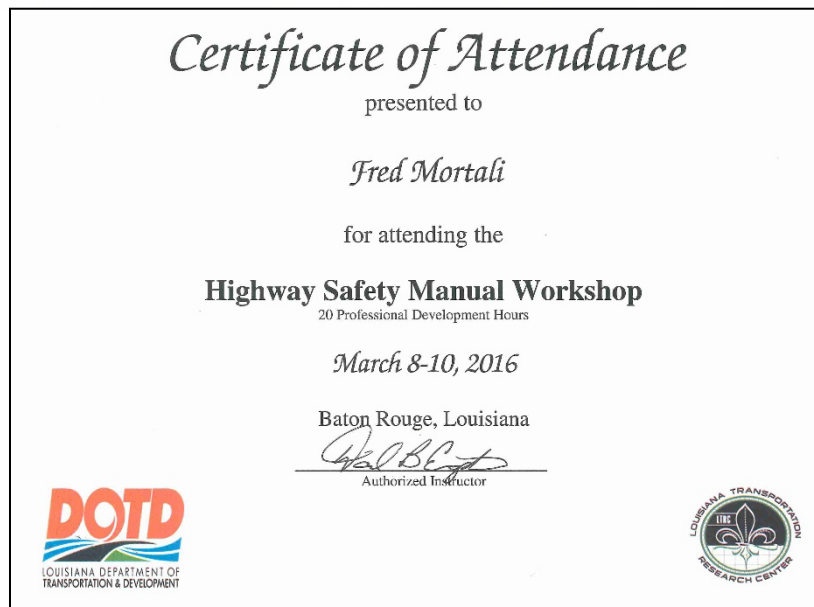 Certificate of Attendance
presented to
Fred Mortali
for attending the
Highway Safety Manual Workshop
20 Professional Development Hours
March 8-10, 2016
Baton Rouge, Louisiana
Authorized Instructor
DOTD
LOUISIANA DEPARTMENT OF
TRANSPORTATION & DEVELOPMENT
LOUISIANA TRANSPORTATION
LTRC
RESEARCH CENTER